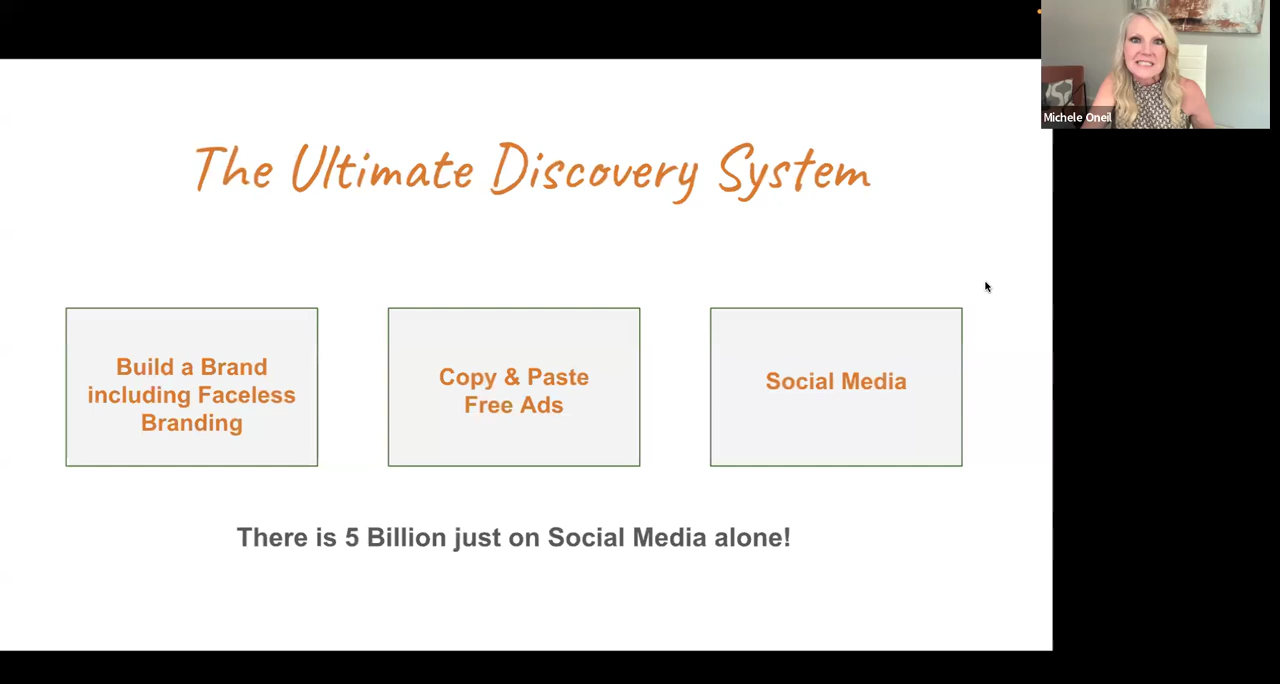 Michele Oneil
The Ultimate Discovery System
Build a Brand
including Faceless
Branding
Copy & Paste
Free Ads
Social Media
There is 5 Billion just on Social Media alone!